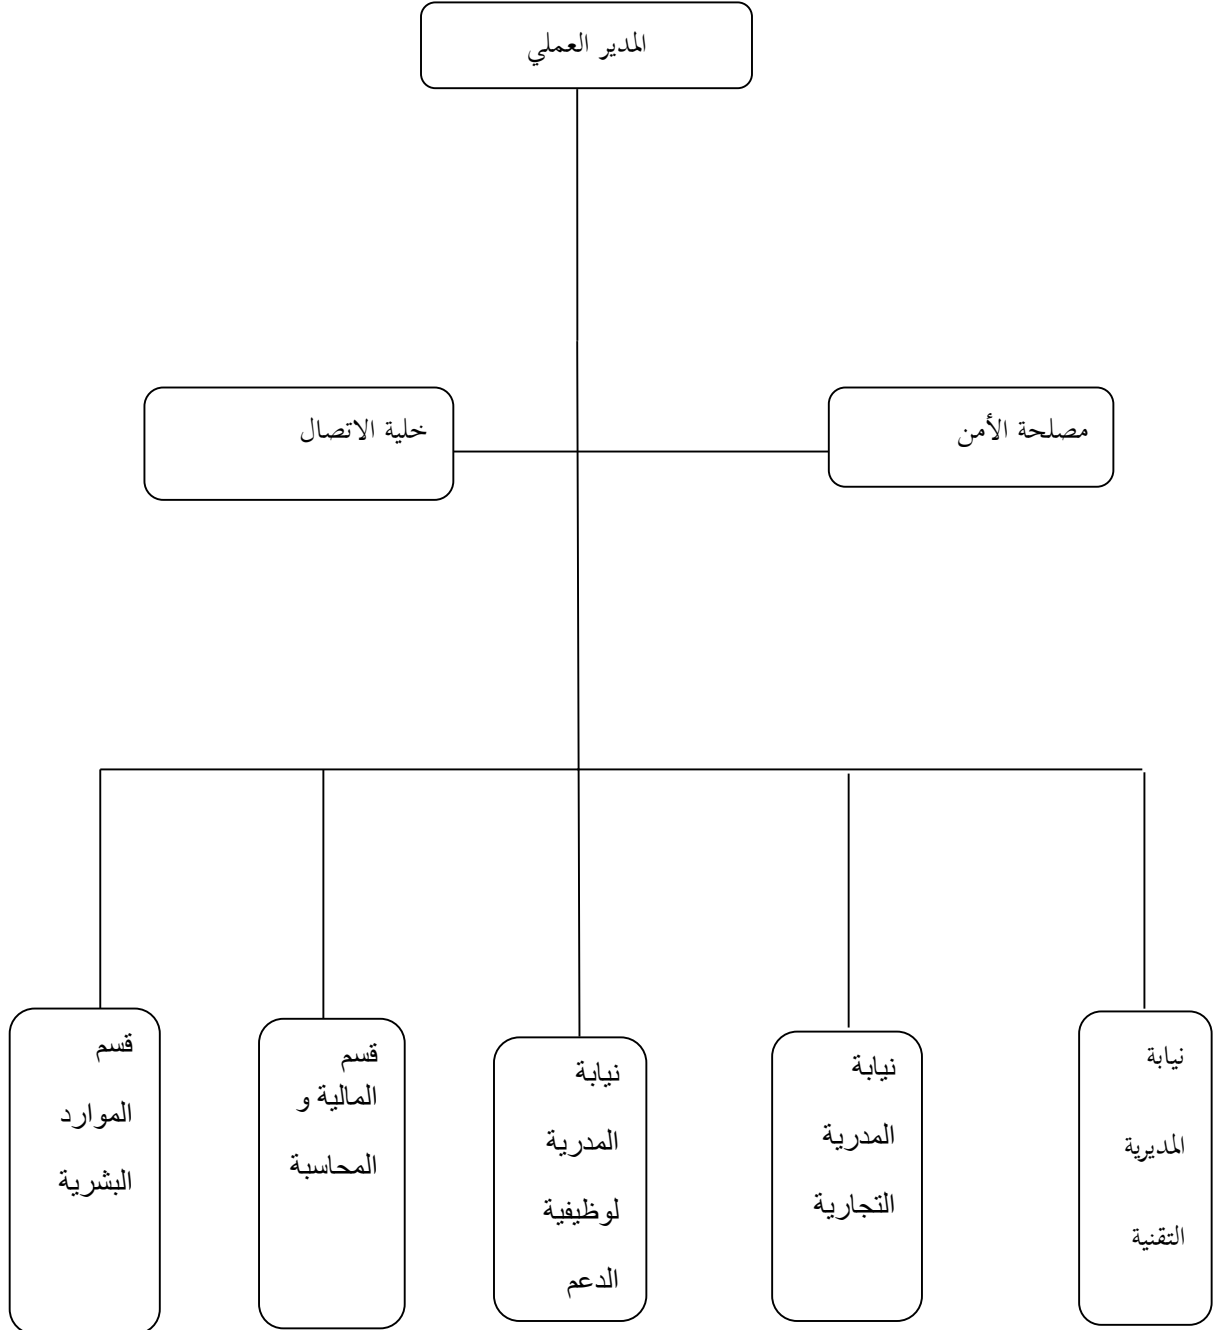 المدير العملي
مصلحة الأمن
خلية الاتصال
نيابة
المديرية
التقنية
نيابة
المدرية
التجارية
نيابة
المدرية
لوظيفية
الدعم
قسم
المالية و
المحاسبة
قسم
الموارد
البشرية